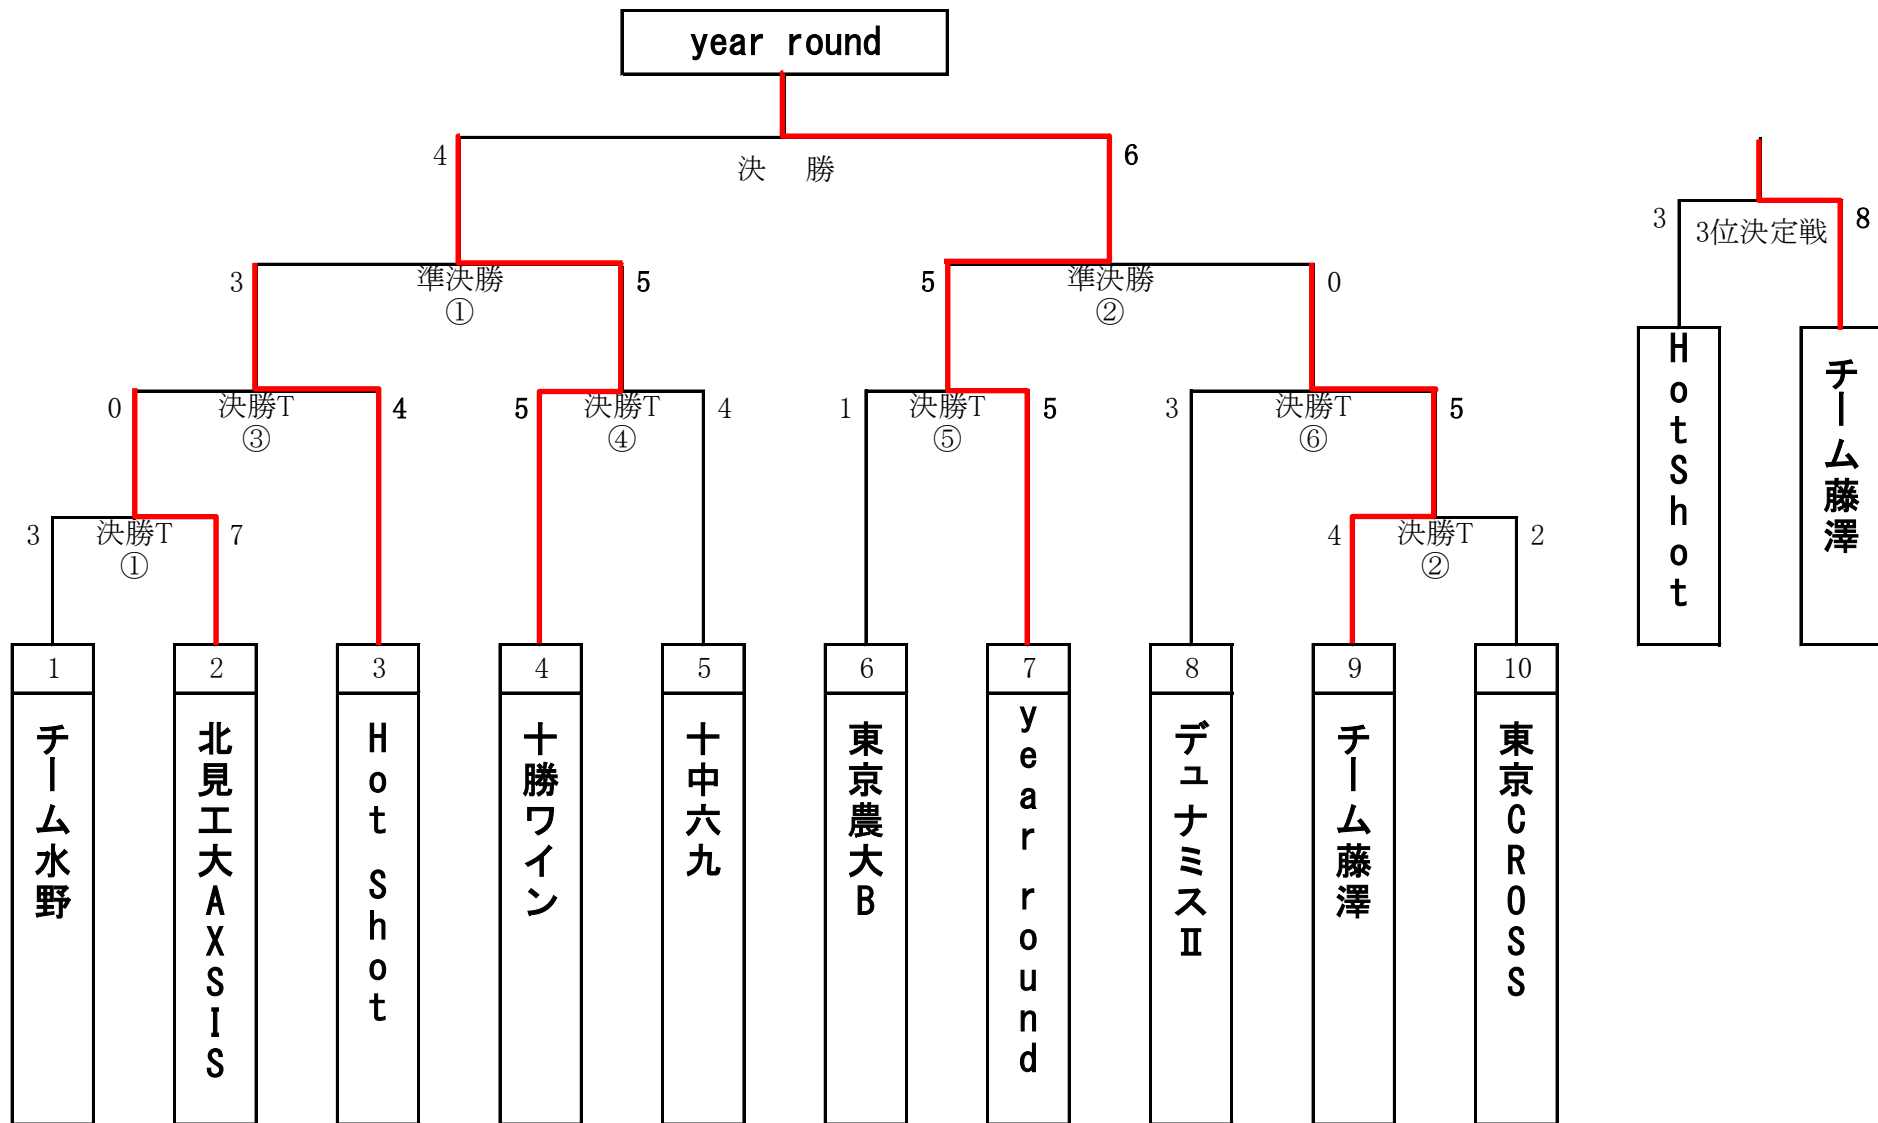 year round
4
決 勝
6
3
3位決定戦
8
3
準決勝
①
5
5
準決勝
②
0
HotShot
チーム藤澤
0
決勝T
③
4
5
決勝T
④
4
1
決勝T
⑤
5
3
決勝T
⑥
5
3
決勝T
①
7
4
決勝T
②
2
1
2
3
4
5
6
7
8
9
10
チーム水野
北見工大AXSIS
Hot Shot
十勝ワイン
十中六九
東京農大B
year round
デュナミスⅡ
チーム藤澤
東京CROSS